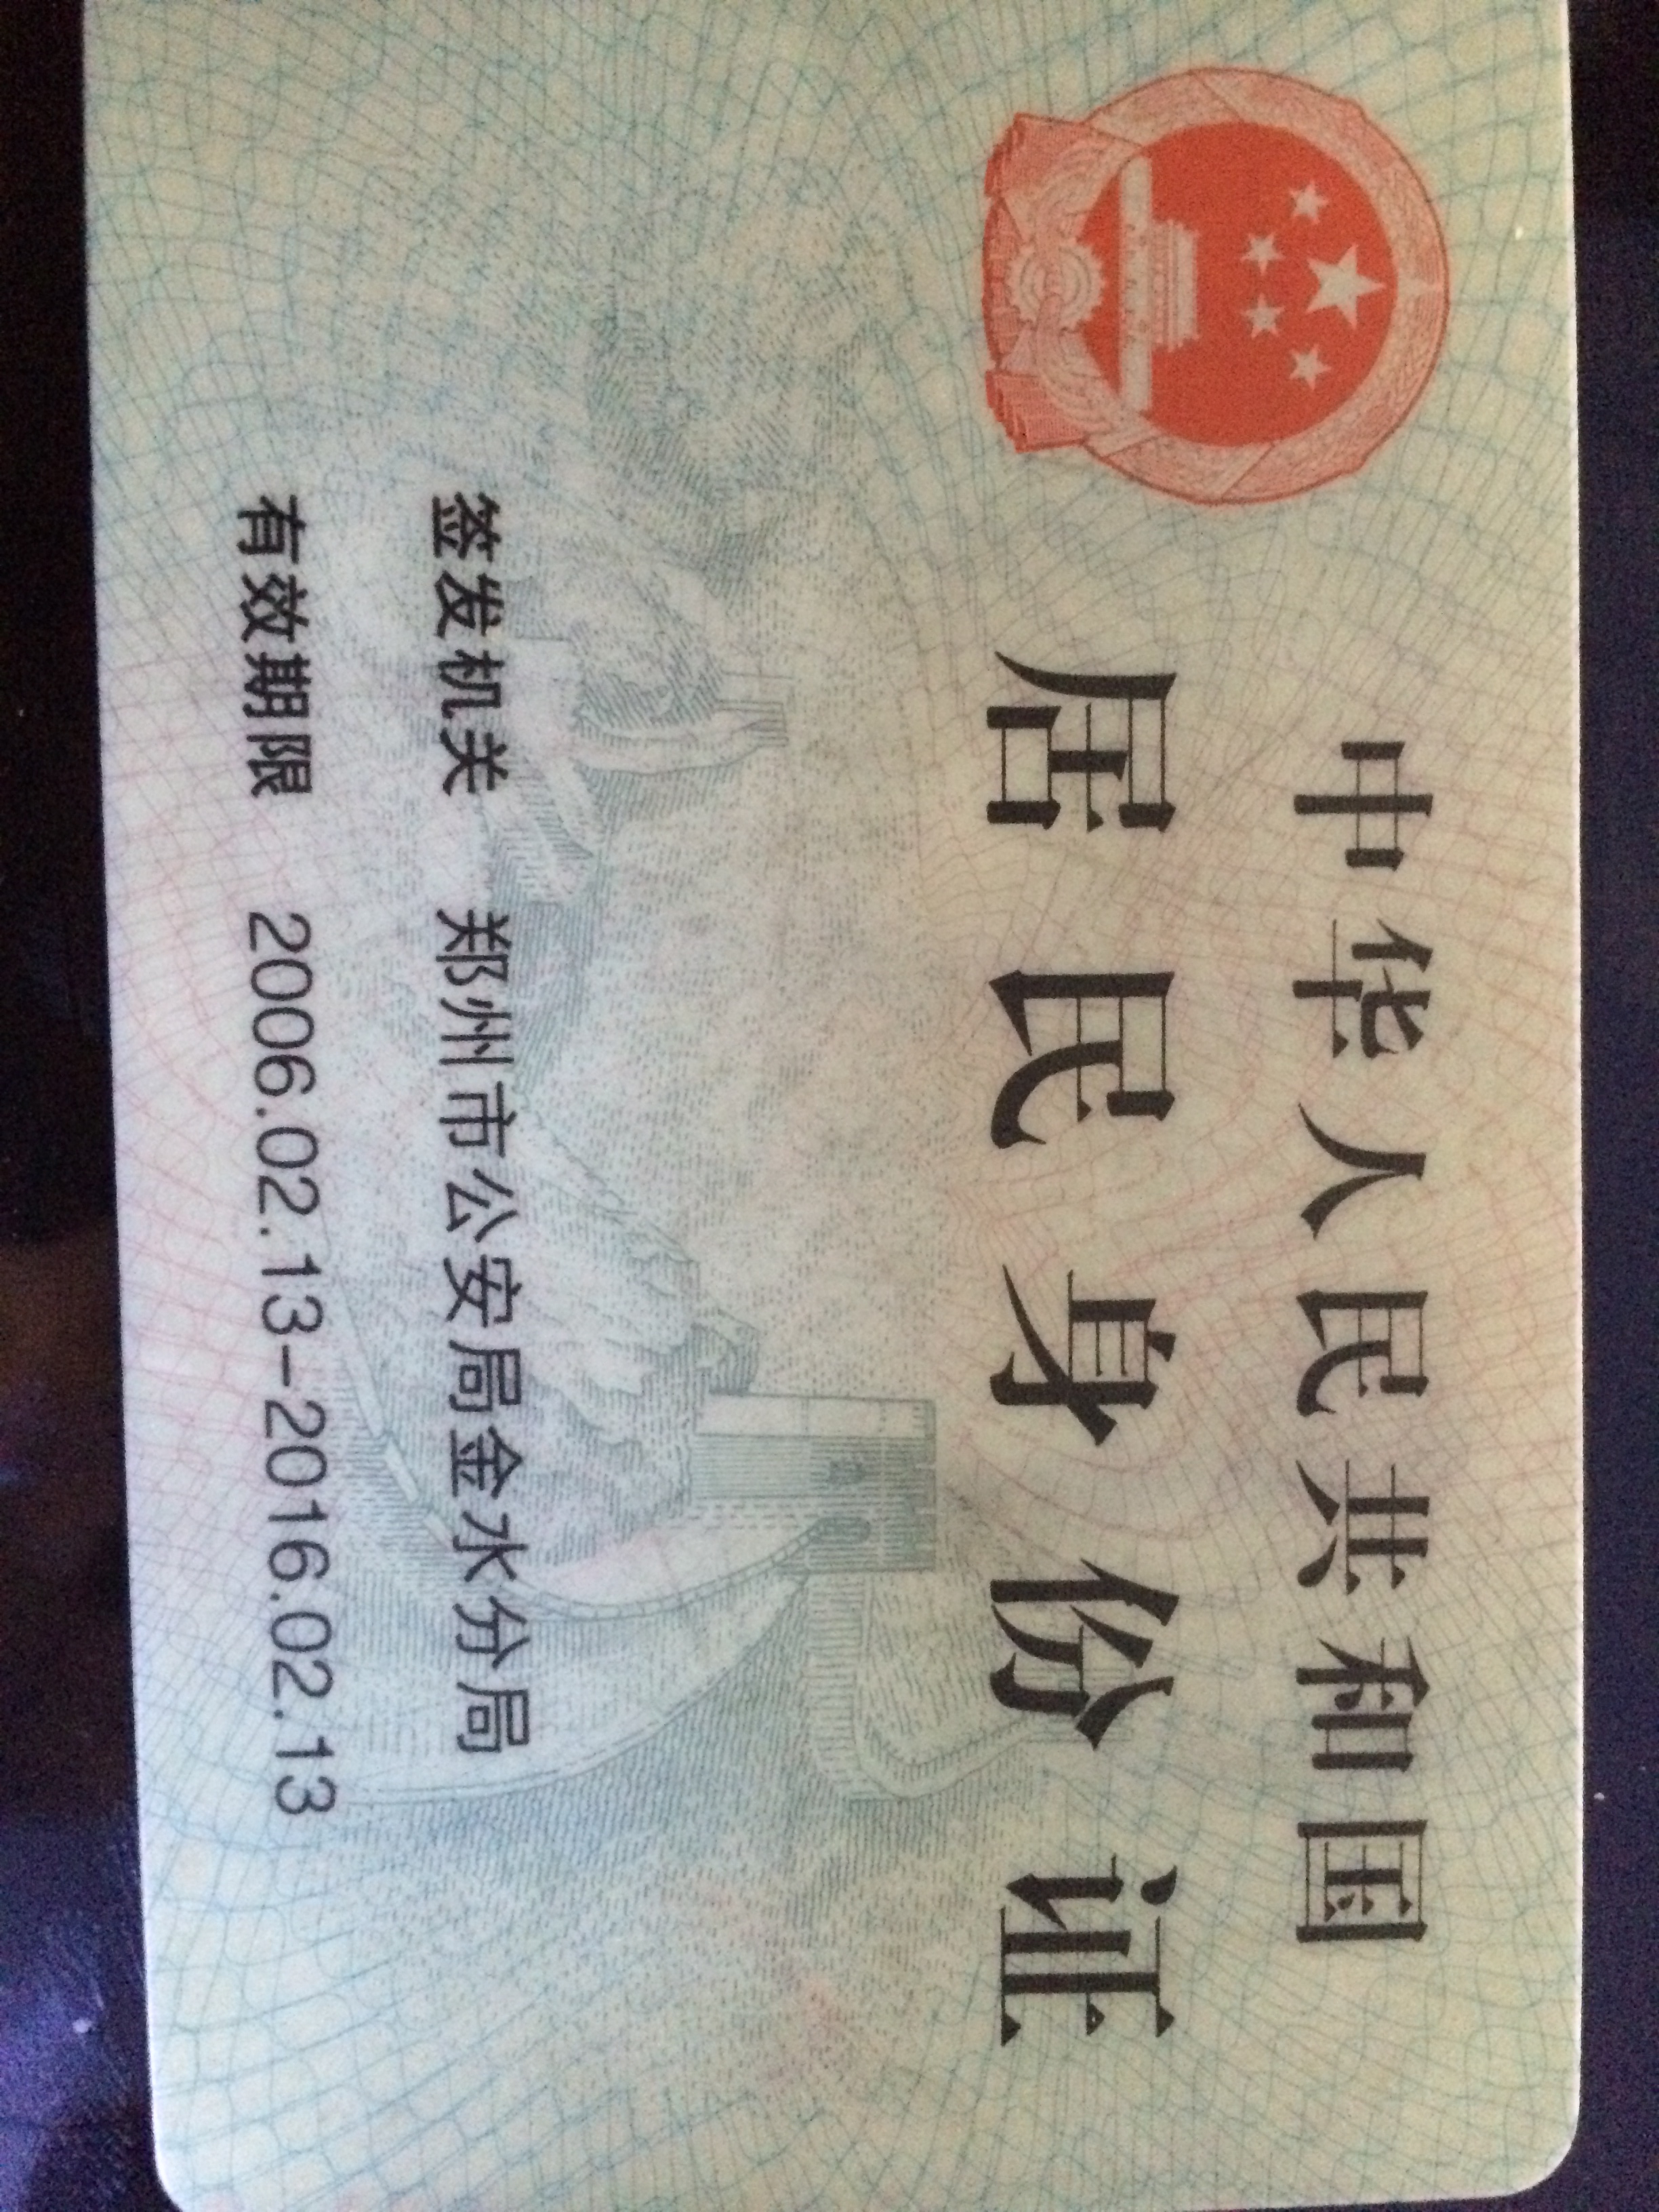 中华人民共和国
居民身份证
签发机关 郑州市公安局金水分局
有效期限 2006.02.13-2016.02.13